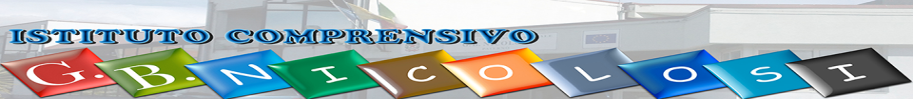 ISTITUTO COMPRENSIVO
G. B. NICOLOSI